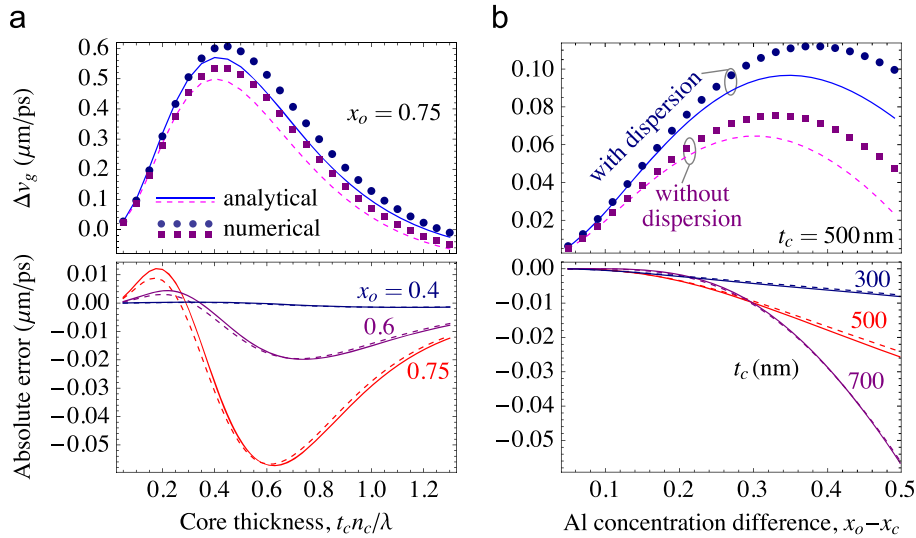 a
0.6
0.5
0.4
0.3
0.2
0.1
0.0
Δv_g (μm/ps)
x_o = 0.75
analytical
numerical
0.01
0.00
−0.01
−0.02
−0.03
−0.04
−0.05
Absolute error (μm/ps)
x_o = 0.4
0.6
0.75
0.2 0.4 0.6 0.8 1.0 1.2
Core thickness, t_c n_c/λ
b
0.10
0.08
0.06
0.04
0.02
with dispersion
without
dispersion
t_c = 500 nm
0.00
−0.01
−0.02
−0.03
−0.04
−0.05
300
500
t_c (nm)
700
0.1 0.2 0.3 0.4 0.5
Al concentration difference, x_o−x_c